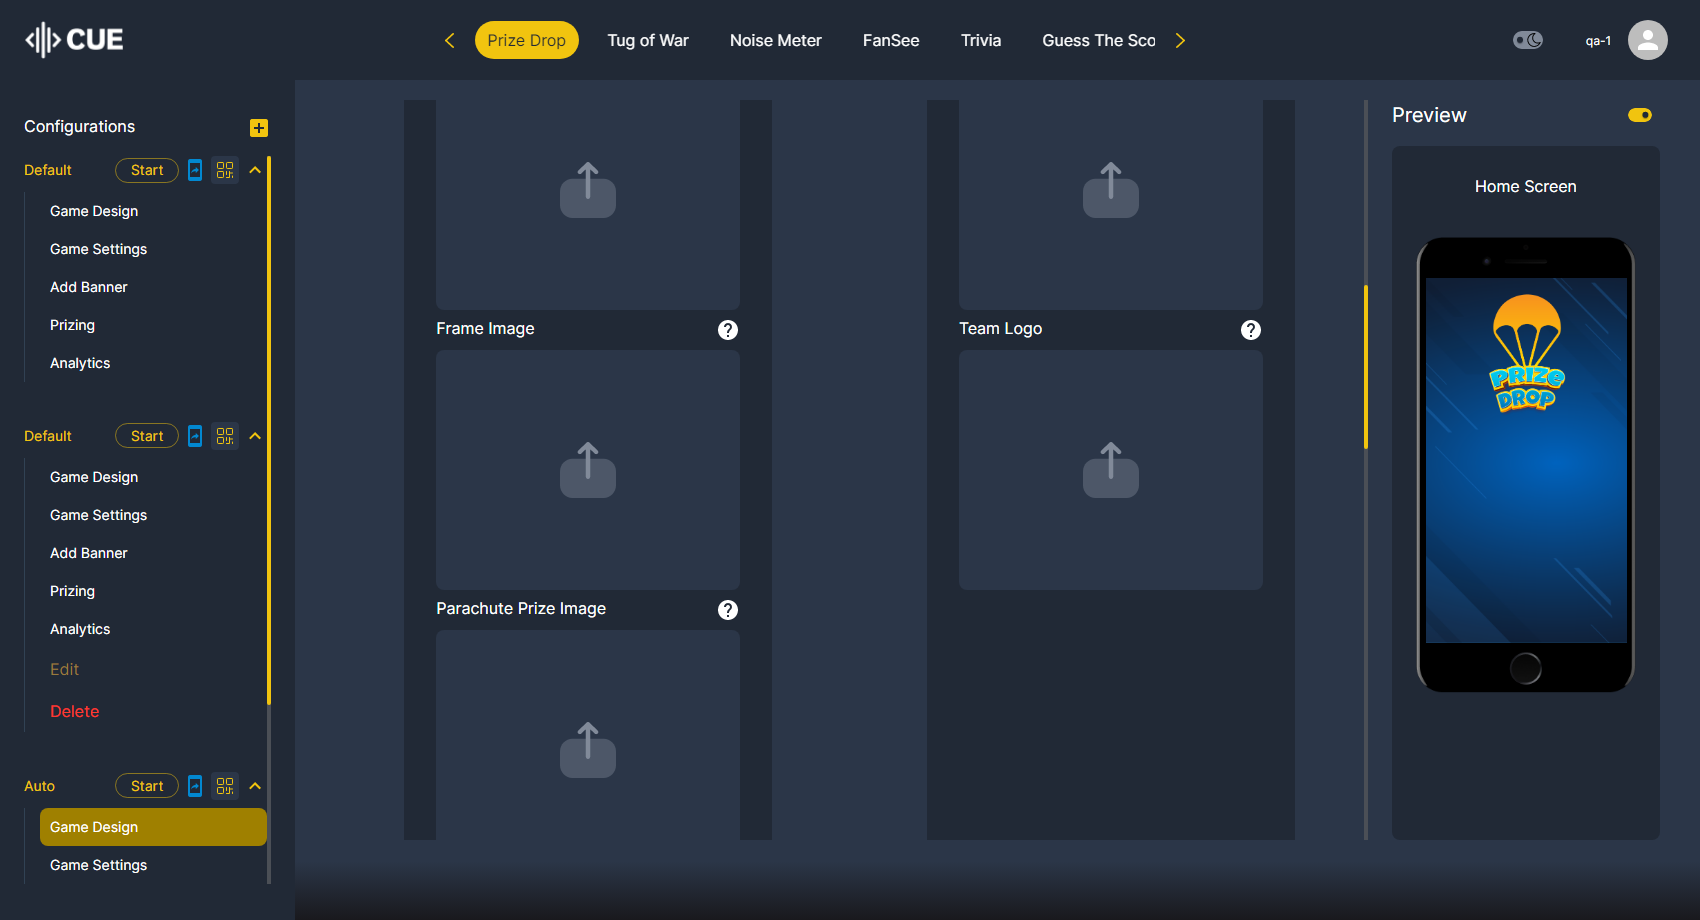 CUE
Prize Drop
Tug of War
Noise Meter
FanSee
Trivia
Guess The Sco
qa-1
Configurations
Default
Start
Game Design
Game Settings
Add Banner
Prizing
Analytics
Default
Start
Game Design
Game Settings
Add Banner
Prizing
Analytics
Edit
Delete
Auto
Start
Game Design
Game Settings
Frame Image
?
Parachute Prize Image
?
Team Logo
?
Preview
Home Screen
PRIZE
DROP